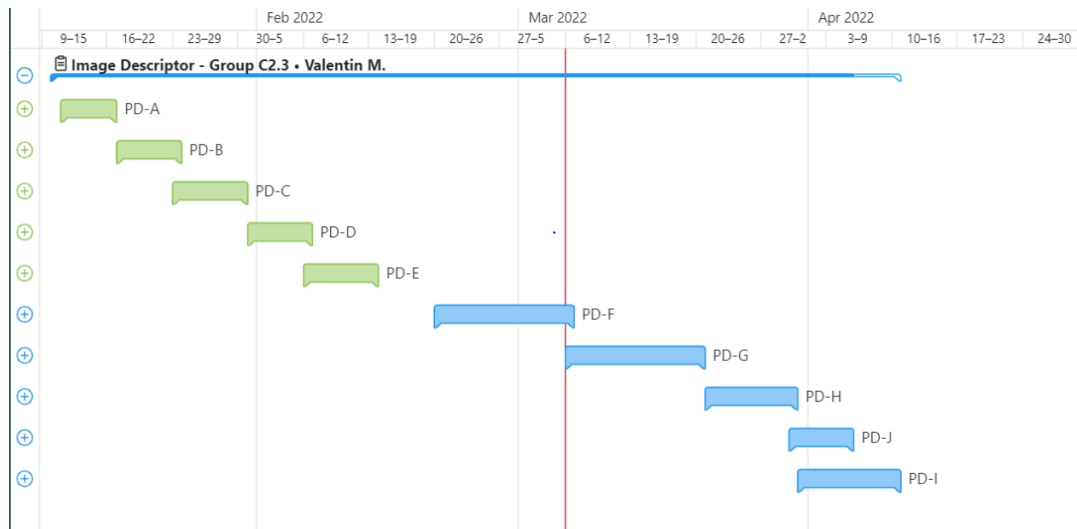 Feb 2022 Mar 2022 Apr 2022
9–15 16–22 23–29 30–5 6–12 13–19 20–26 27–5 6–12 13–19 20–26 27–2 3–9 10–16 17–23 24–30
Image Descriptor - Group C2.3 • Valentin M.
PD-A
PD-B
PD-C
PD-D
PD-E
PD-F
PD-G
PD-H
PD-J
PD-I